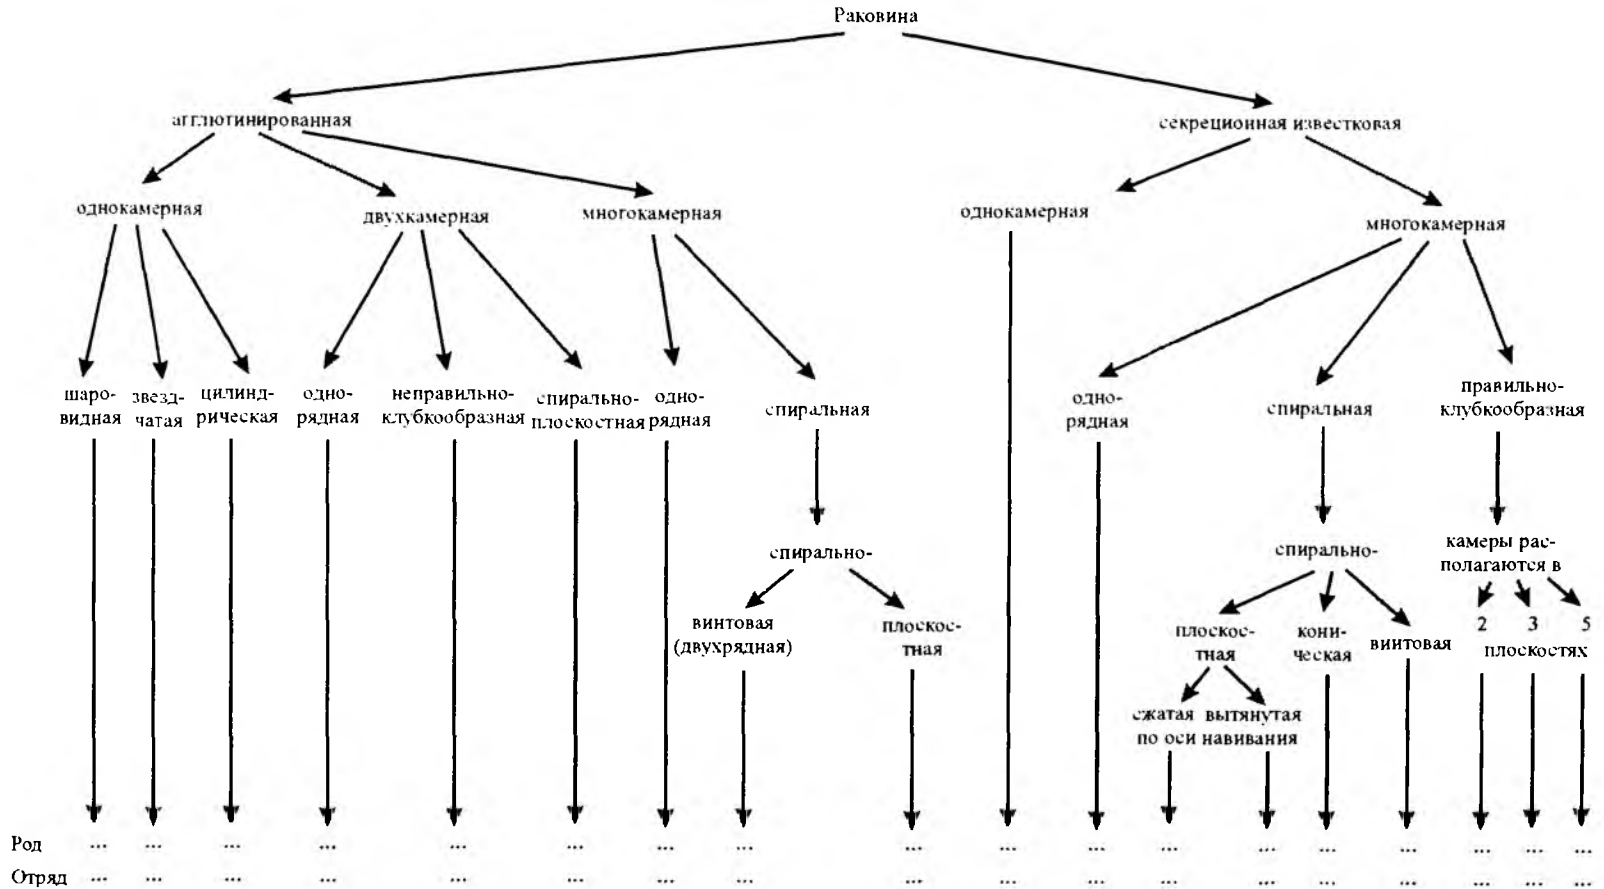 Раковина
агглютинированная
секреционная известковая
однокамерная
двухкамерная
многокамерная
однокамерная
многокамерная
шаро-
видная
звезд-
чатая
цилинд-
рическая
одно-
рядная
неправильно-
клубкообразная
спирально-
плоскостная
одно-
рядная
спиральная
одно-
рядная
спиральная
правильно-
клубкообразная
спирально-
спирально-
камеры рас-
полагаются в
винтовая
(двухрядная)
плоскос-
тная
плоскос-
тная
кони-
ческая
винтовая
2 3 5
плоскостях
сжатая вытянутая
по оси навивания
Род ... ... ... ... ... ... ... ... ... ... ... ... ... ... ... ... ... ...
Отряд ... ... ... ... ... ... ... ... ... ... ... ... ... ... ... ... ... ...